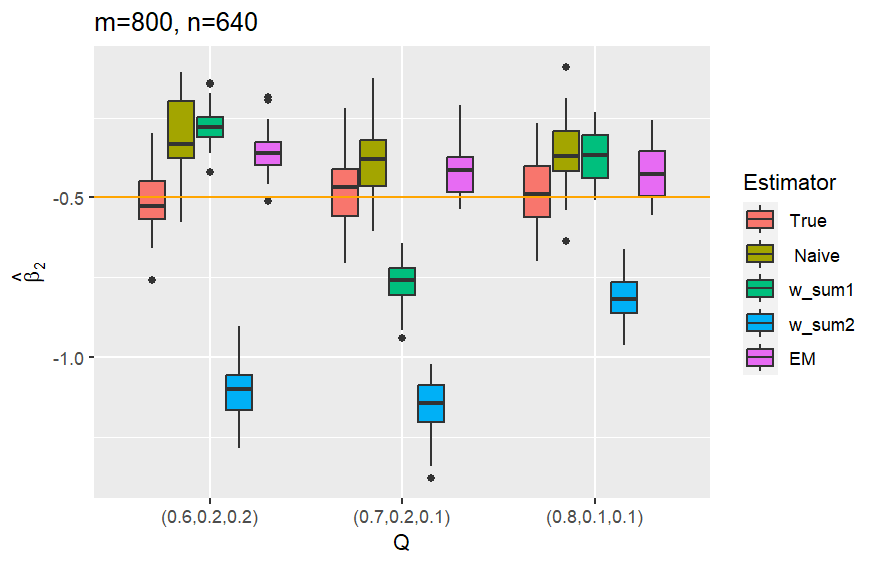 m=800, n=640
β̂2
-0.5
-1.0
(0.6,0.2,0.2)
(0.7,0.2,0.1)
(0.8,0.1,0.1)
Q
Estimator
True
Naive
w_sum1
w_sum2
EM